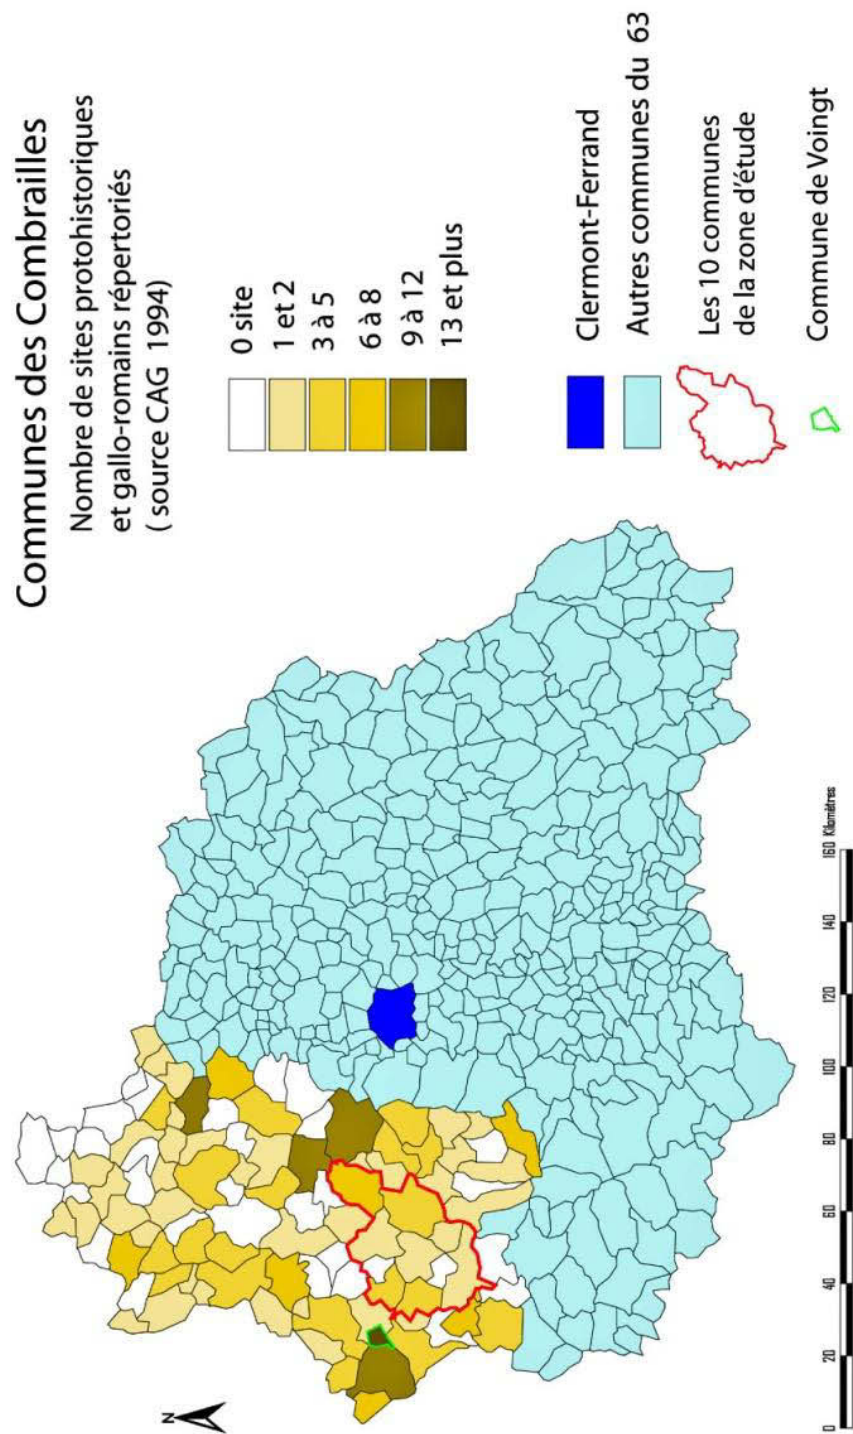 Communes des Combrailles
Nombre de sites protohistoriques
et gallo-romains répertoriés
( source CAG 1994)
0 site
1 et 2
3 à 5
6 à 8
9 à 12
13 et plus
Clermont-Ferrand
Autres communes du 63
Les 10 communes
de la zone d'étude
Commune de Voingt
N
0 20 40 60 80 100 120 140 160 Kilomètres